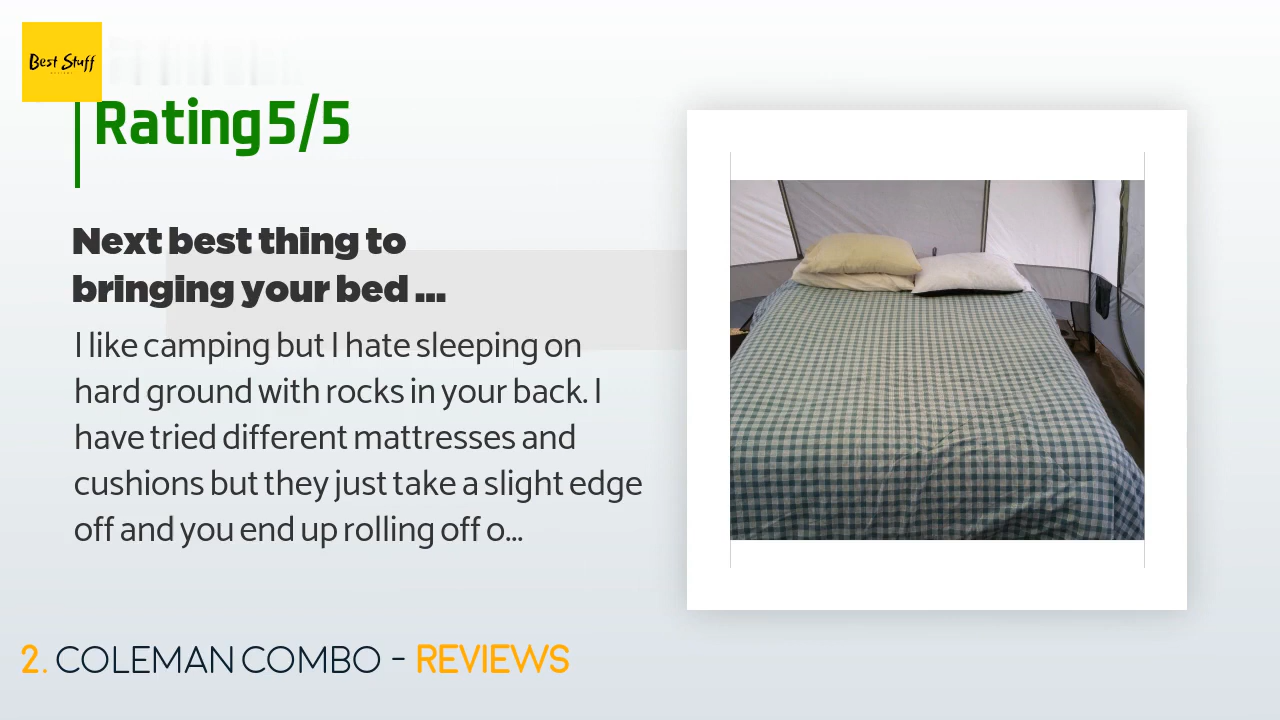 Best Stuff
Rating 5/5
Next best thing to
bringing your bed ...
I like camping but I hate sleeping on
hard ground with rocks in your back. I
have tried different mattresses and
cushions but they just take a slight edge
off and you end up rolling off o...
2. COLEMAN COMBO - REVIEWS